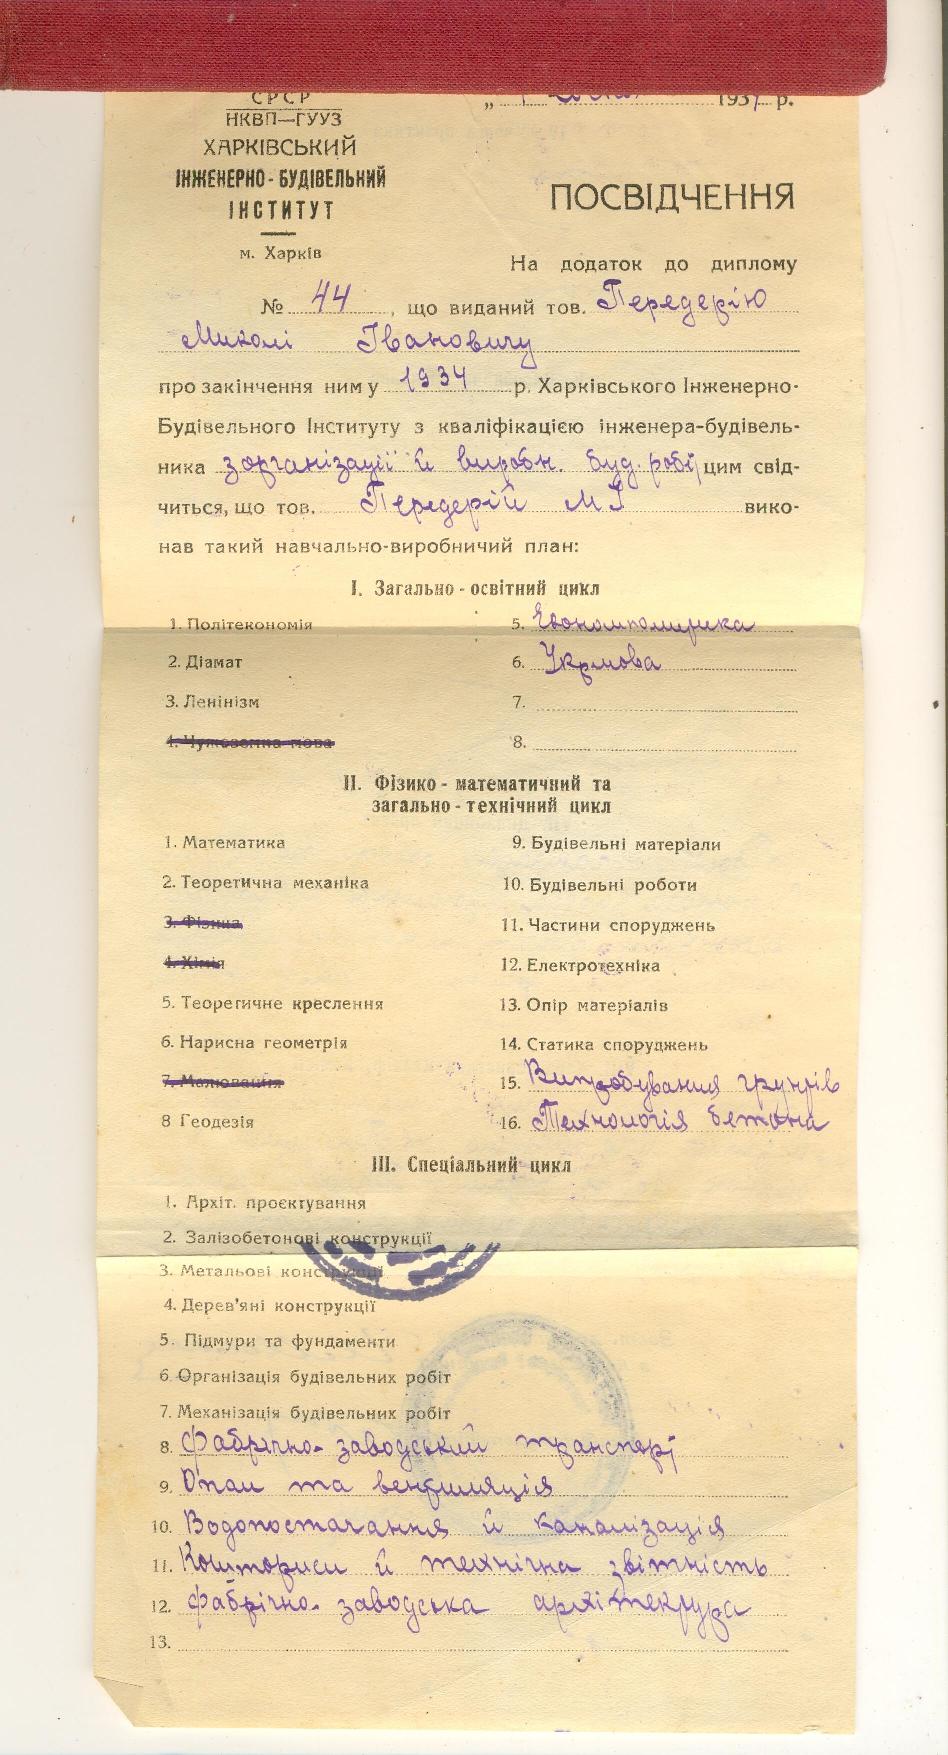 СРСР
НКВП—ГУУЗ
ХАРКІВСЬКИЙ
ІНЖЕНЕРНО-БУДІВЕЛЬНИЙ
ІНСТИТУТ
м. Харків
„ 193 р.
ПОСВІДЧЕННЯ
На додаток до диплому
№ 44, що виданий тов. Передерію
Миколі Івановичу
про закінчення ним у 1934 р. Харківського Інженерно-
Будівельного Інституту з кваліфікацією інженера-будівель-
ника з організації й виробн. буд. робіт цим свід-
читься, що тов. Передерій М І вико-
нав такий навчально-виробничий план:
І. Загально-освітний цикл
1. Політекономія
2. Діамат
3. Ленінізм
4. Чужоземна мова
5. Економполітика
6. Укрмова
7.
8.
ІІ. Фізико-математичний та
загально-технічний цикл
1. Математика
2. Теоретична механіка
3. Фізика
4. Хімія
5. Теоретичне креслення
6. Нарисна геометрія
7. Малювання
8 Геодезія
9. Будівельні матеріали
10. Будівельні роботи
11. Частини споруджень
12. Електротехніка
13. Опір матеріалів
14. Статика споруджень
15. Випробування грунтів
16. Технологія бетона
ІІІ. Спеціальний цикл
1. Архіт. проєктування
2. Залізобетонові конструкції
3. Метальові конструкції
4. Дерев'яні конструкції
5. Підмури та фундаменти
6. Організація будівельних робіт
7. Механізація будівельних робіт
8. Фабрічно-заводський транспорт
9. Опал та вентиляція
10. Водопостачання й каналізація
11. Кошториси й технічна звітність
12. Фабрічно-заводська архітектура
13.